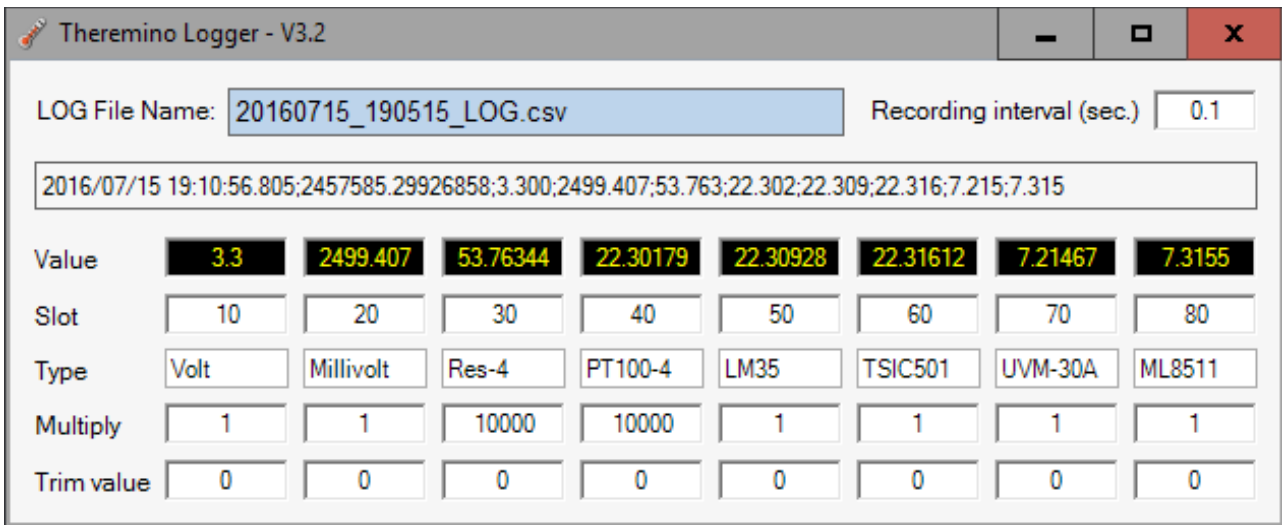 Theremino Logger - V3.2
LOG File Name: 20160715_190515_LOG.csv Recording interval (sec.) 0.1
2016/07/15 19:10:56.805;2457585.29926858;3.300;2499.407;53.763;22.302;22.309;22.316;7.215;7.315
Value 3.3 2499.407 53.76344 22.30179 22.30928 22.31612 7.21467 7.3155
Slot 10 20 30 40 50 60 70 80
Type Volt Millivolt Res-4 PT100-4 LM35 TSIC501 UVM-30A ML8511
Multiply 1 1 10000 10000 1 1 1 1
Trim value 0 0 0 0 0 0 0 0